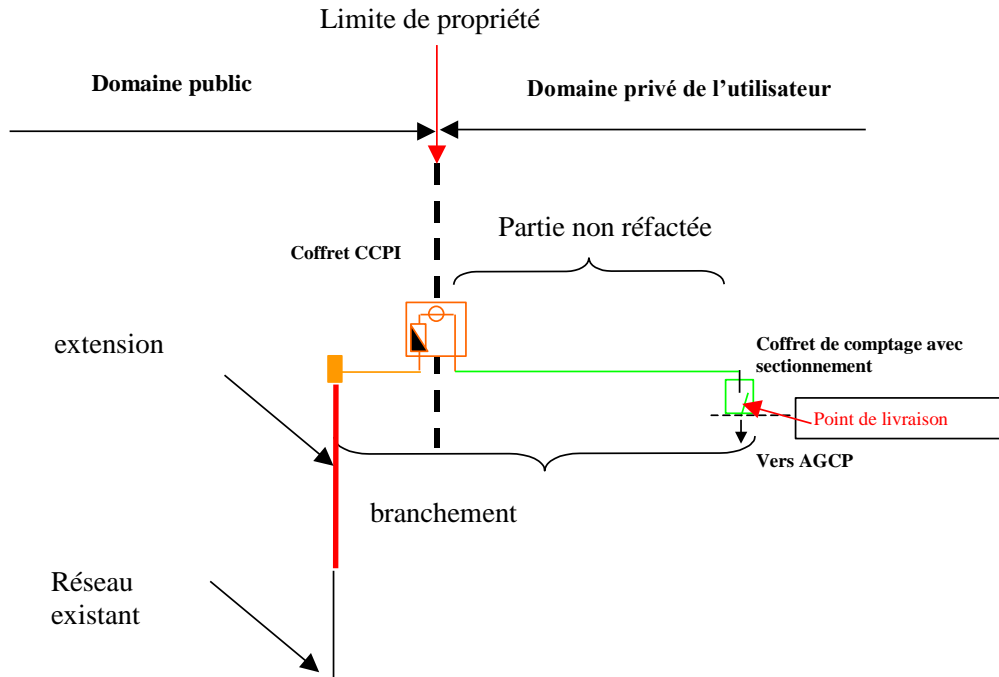 Limite de propriété
Domaine public
Domaine privé de l’utilisateur
Partie non réfactée
Coffret CCPI
extension
Coffret de comptage avec
sectionnement
Point de livraison
Vers AGCP
branchement
Réseau
existant